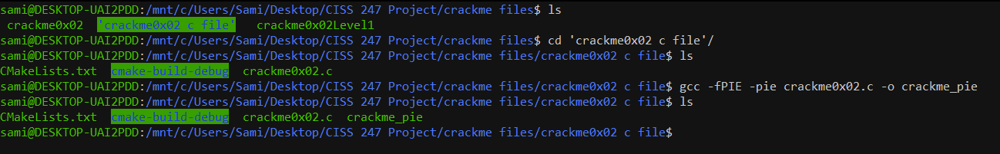 sami@DESKTOP-UAI2PDD:/mnt/c/Users/Sami/Desktop/CISS 247 Project/crackme files$ ls
crackme0x02  'crackme0x02 c file'   crackme0x02Level1
sami@DESKTOP-UAI2PDD:/mnt/c/Users/Sami/Desktop/CISS 247 Project/crackme files$ cd 'crackme0x02 c file'/
sami@DESKTOP-UAI2PDD:/mnt/c/Users/Sami/Desktop/CISS 247 Project/crackme files/crackme0x02 c file$ ls
CMakeLists.txt  cmake-build-debug  crackme0x02.c
sami@DESKTOP-UAI2PDD:/mnt/c/Users/Sami/Desktop/CISS 247 Project/crackme files/crackme0x02 c file$ gcc -fPIE -pie crackme0x02.c -o crackme_pie
sami@DESKTOP-UAI2PDD:/mnt/c/Users/Sami/Desktop/CISS 247 Project/crackme files/crackme0x02 c file$ ls
CMakeLists.txt  cmake-build-debug  crackme0x02.c  crackme_pie
sami@DESKTOP-UAI2PDD:/mnt/c/Users/Sami/Desktop/CISS 247 Project/crackme files/crackme0x02 c file$